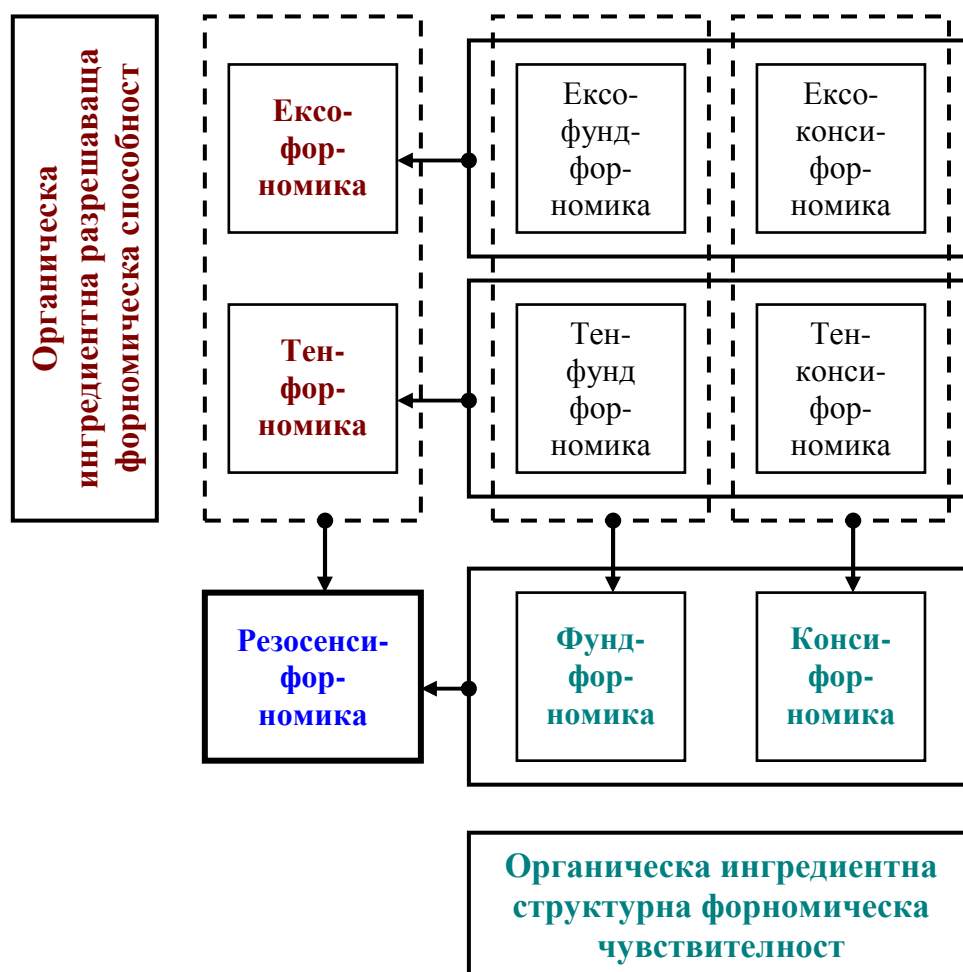 Органическа
ингредиентна разрешаваща
форномическа способност
Ексо-
фор-
номика
Ексо-
фунд-
фор-
номика
Ексо-
конси-
фор-
номика
Тен-
фор-
номика
Тен-
фунд
фор-
номика
Тен-
конси-
фор-
номика
Резосенси-
фор-
номика
Фунд-
фор-
номика
Конси-
фор-
номика
Органическа ингредиентна
структурна форномическа
чувствителност